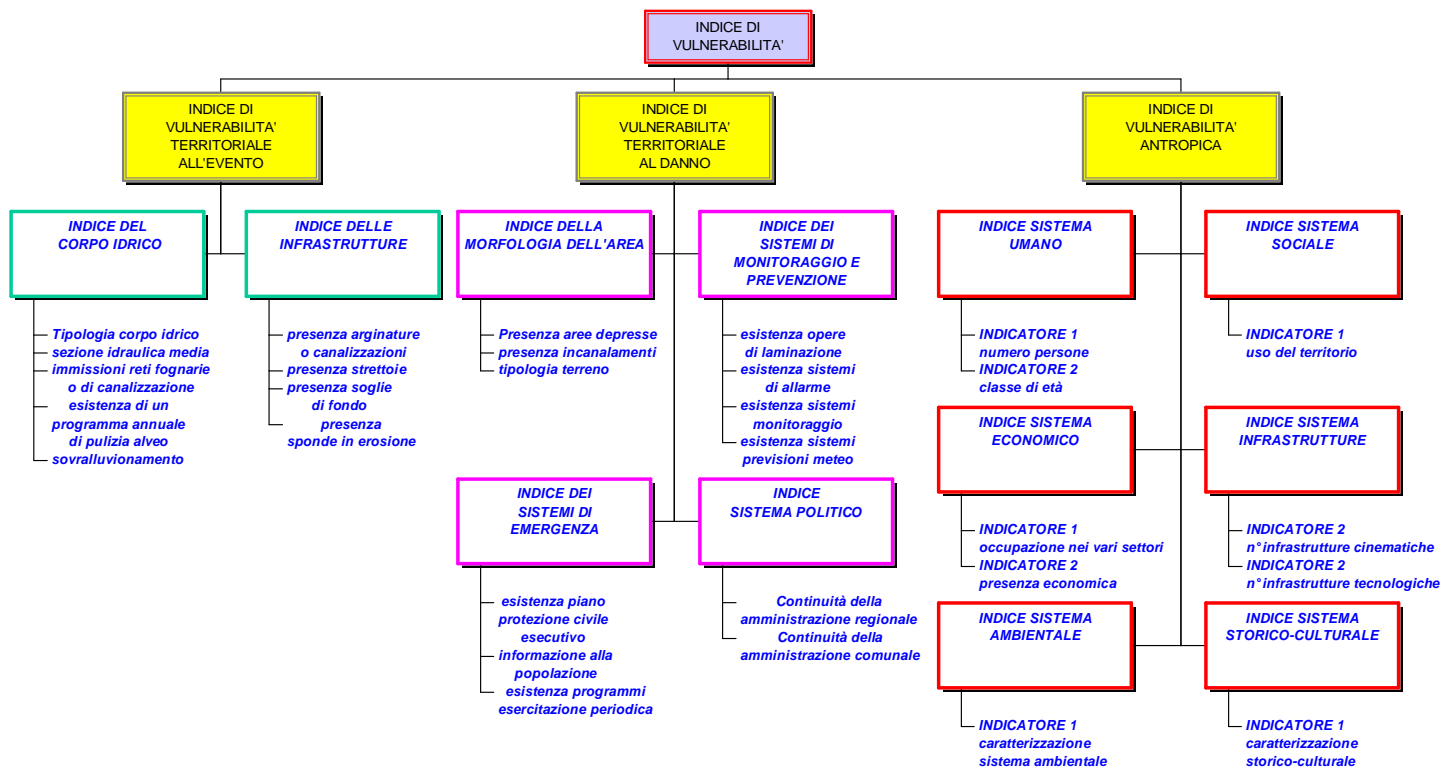 INDICE DI
VULNERABILITA'
INDICE DI
VULNERABILITA'
TERRITORIALE
ALL'EVENTO
INDICE DI
VULNERABILITA'
TERRITORIALE
AL DANNO
INDICE DI
VULNERABILITA'
ANTROPICA
INDICE DEL
CORPO IDRICO
INDICE DELLE
INFRASTRUTTURE
INDICE DELLA
MORFOLOGIA DELL'AREA
INDICE DEI
SISTEMI DI
MONITORAGGIO E
PREVENZIONE
INDICE SISTEMA
UMANO
INDICE SISTEMA
SOCIALE
Tipologia corpo idrico
sezione idraulica media
immissioni reti fognarie
o di canalizzazione
esistenza di un
programma annuale
di pulizia alveo
sovralluvionamento
presenza arginature
o canalizzazioni
presenza strettoie
presenza soglie
di fondo
presenza
sponde in erosione
Presenza aree depresse
presenza incanalamenti
tipologia terreno
esistenza opere
di laminazione
esistenza sistemi
di allarme
esistenza sistemi
monitoraggio
esistenza sistemi
previsioni meteo
INDICATORE 1
numero persone
INDICATORE 2
classe di età
INDICATORE 1
uso del territorio
INDICE DEI
SISTEMI DI
EMERGENZA
INDICE
SISTEMA POLITICO
INDICE SISTEMA
ECONOMICO
INDICE SISTEMA
INFRASTRUTTURE
esistenza piano
protezione civile
esecutivo
informazione alla
popolazione
esistenza programmi
esercitazione periodica
Continuità della
amministrazione regionale
Continuità della
amministrazione comunale
INDICATORE 1
occupazione nei vari settori
INDICATORE 2
presenza economica
INDICATORE 2
n° infrastrutture cinematiche
INDICATORE 2
n° infrastrutture tecnologiche
INDICE SISTEMA
AMBIENTALE
INDICE SISTEMA
STORICO-CULTURALE
INDICATORE 1
caratterizzazione
sistema ambientale
INDICATORE 1
caratterizzazione
storico-culturale